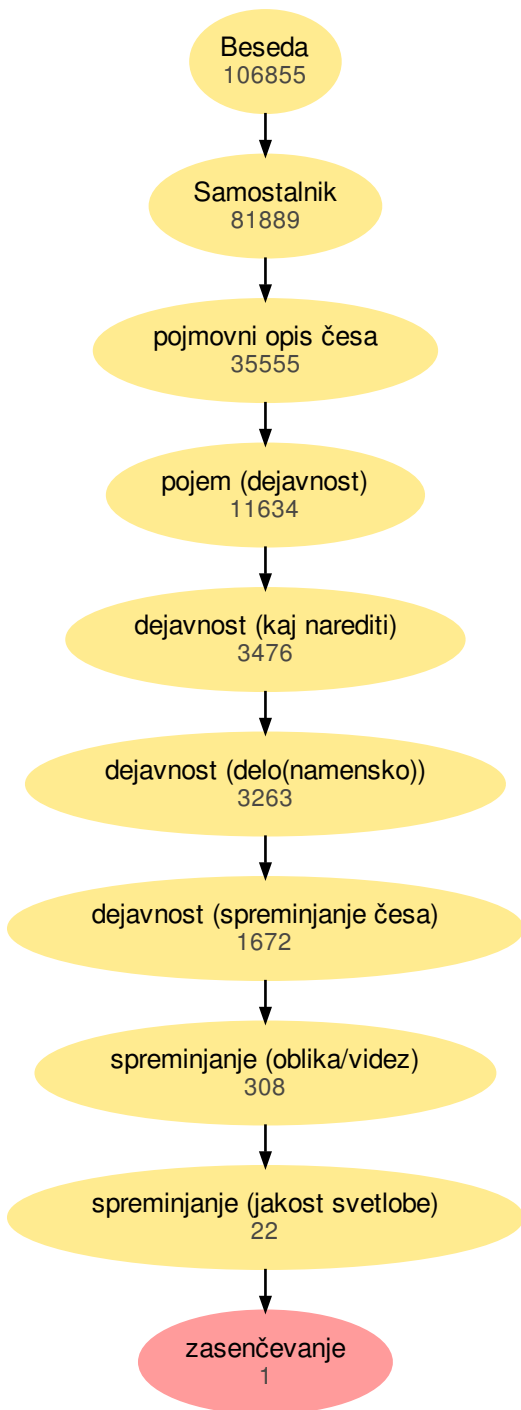 Beseda
106855
Samostalnik
81889
pojmovni opis česa
35555
pojem (dejavnost)
11634
dejavnost (kaj narediti)
3476
dejavnost (delo(namensko))
3263
dejavnost (spreminjanje česa)
1672
spreminjanje (oblika/videz)
308
spreminjanje (jakost svetlobe)
22
zasenčevanje
1